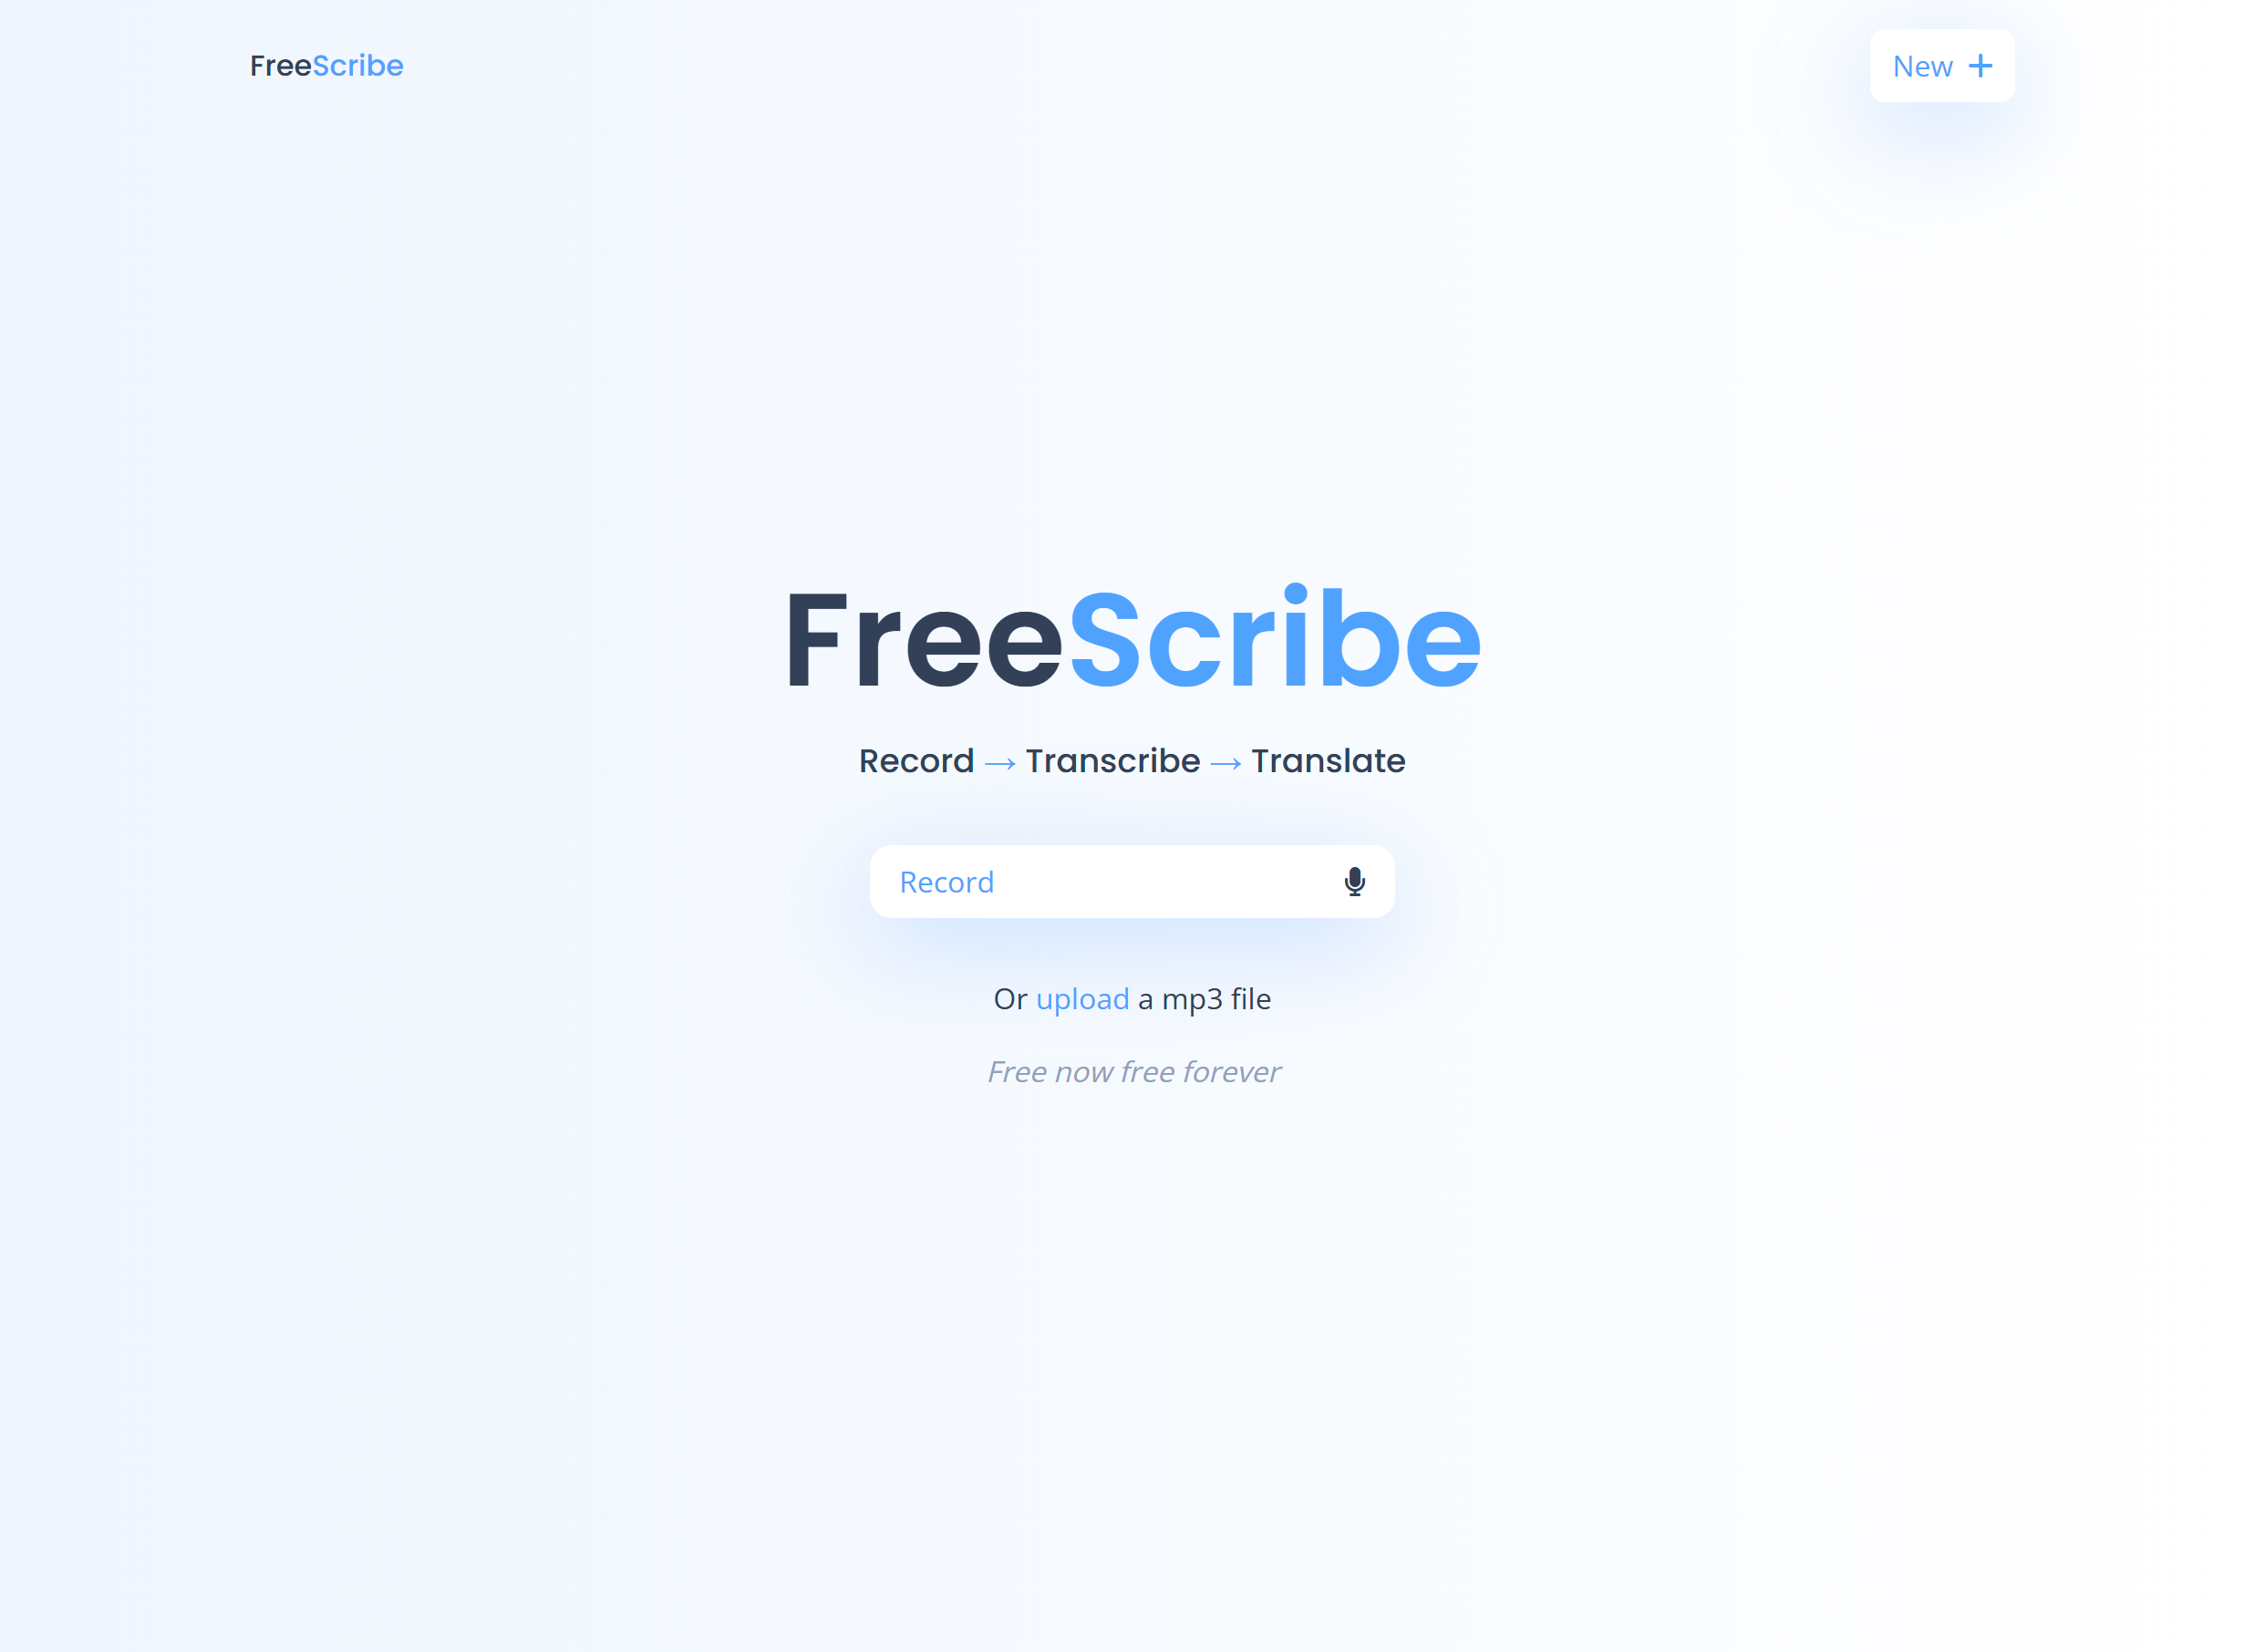 FreeScribe
New +
FreeScribe
Record → Transcribe → Translate
Record
Or upload a mp3 file
Free now free forever